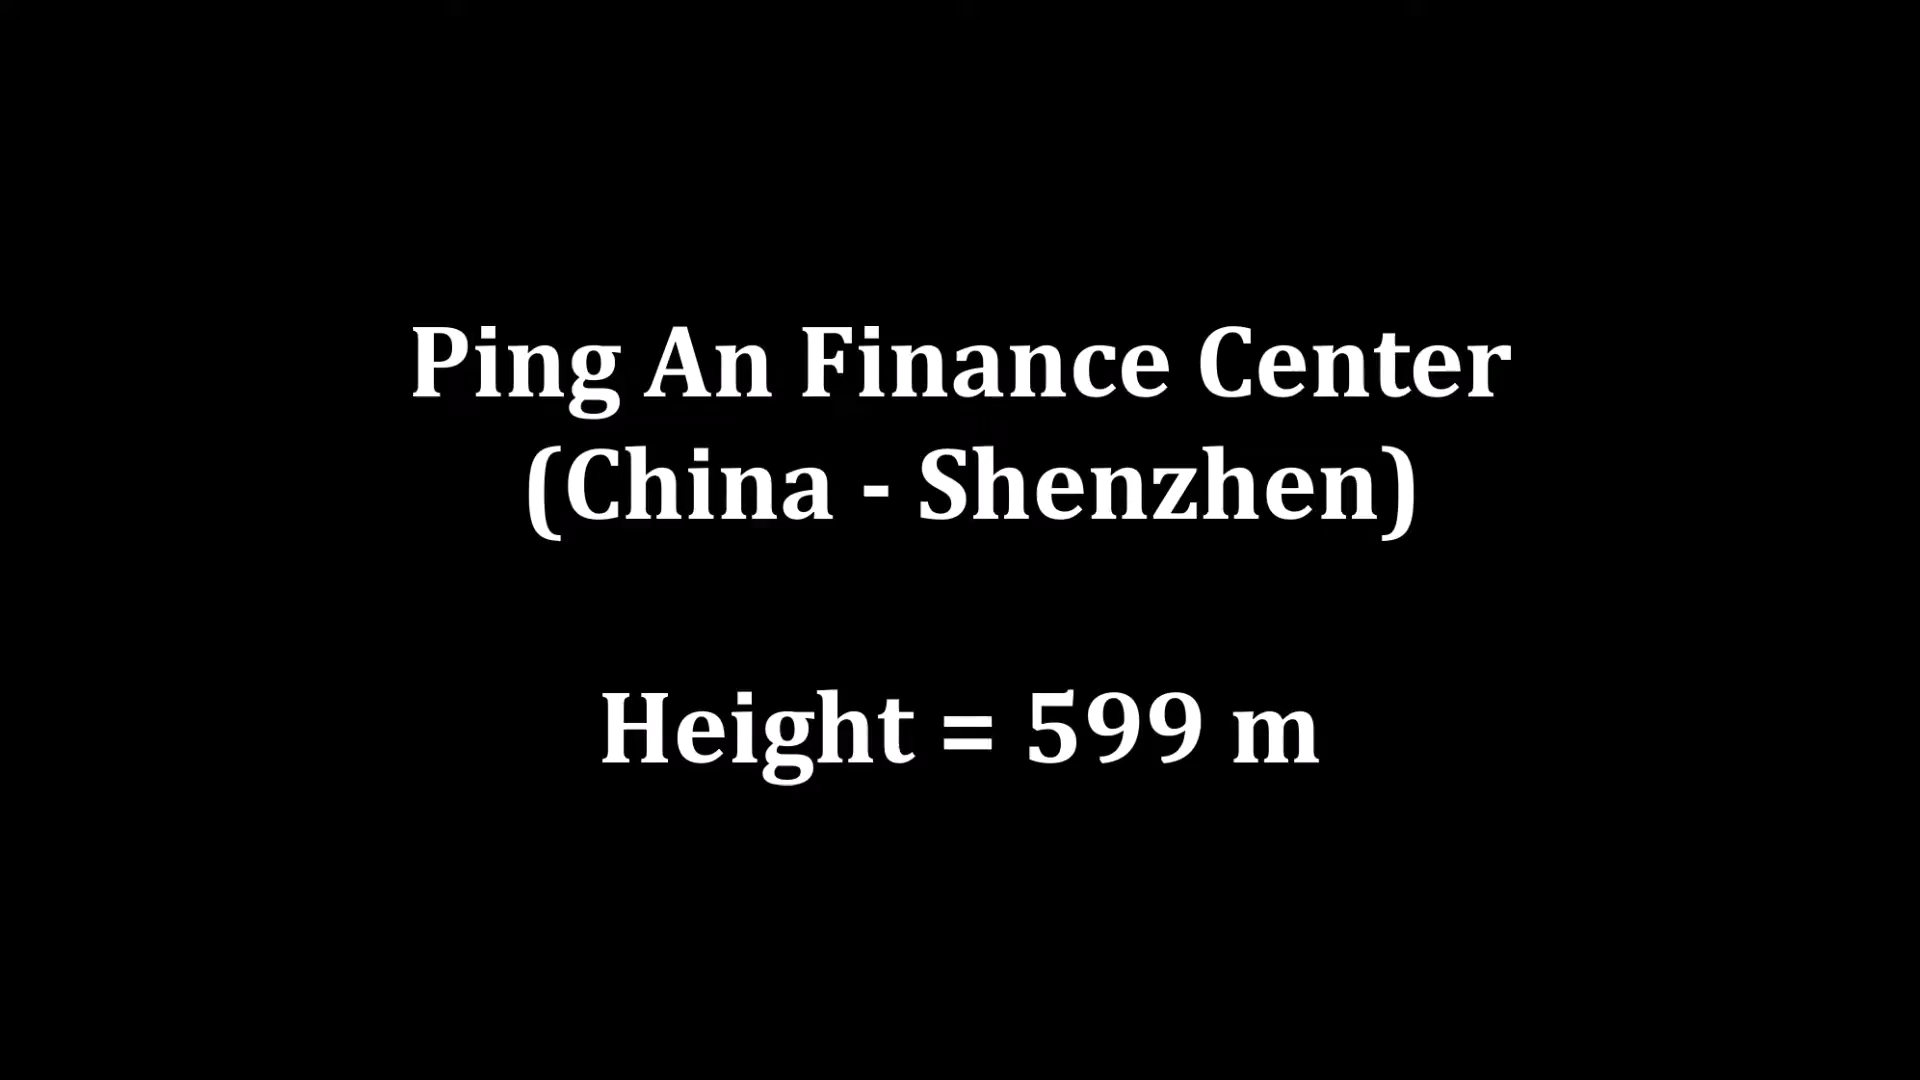 Ping An Finance Center
(China - Shenzhen)
Height = 599 m